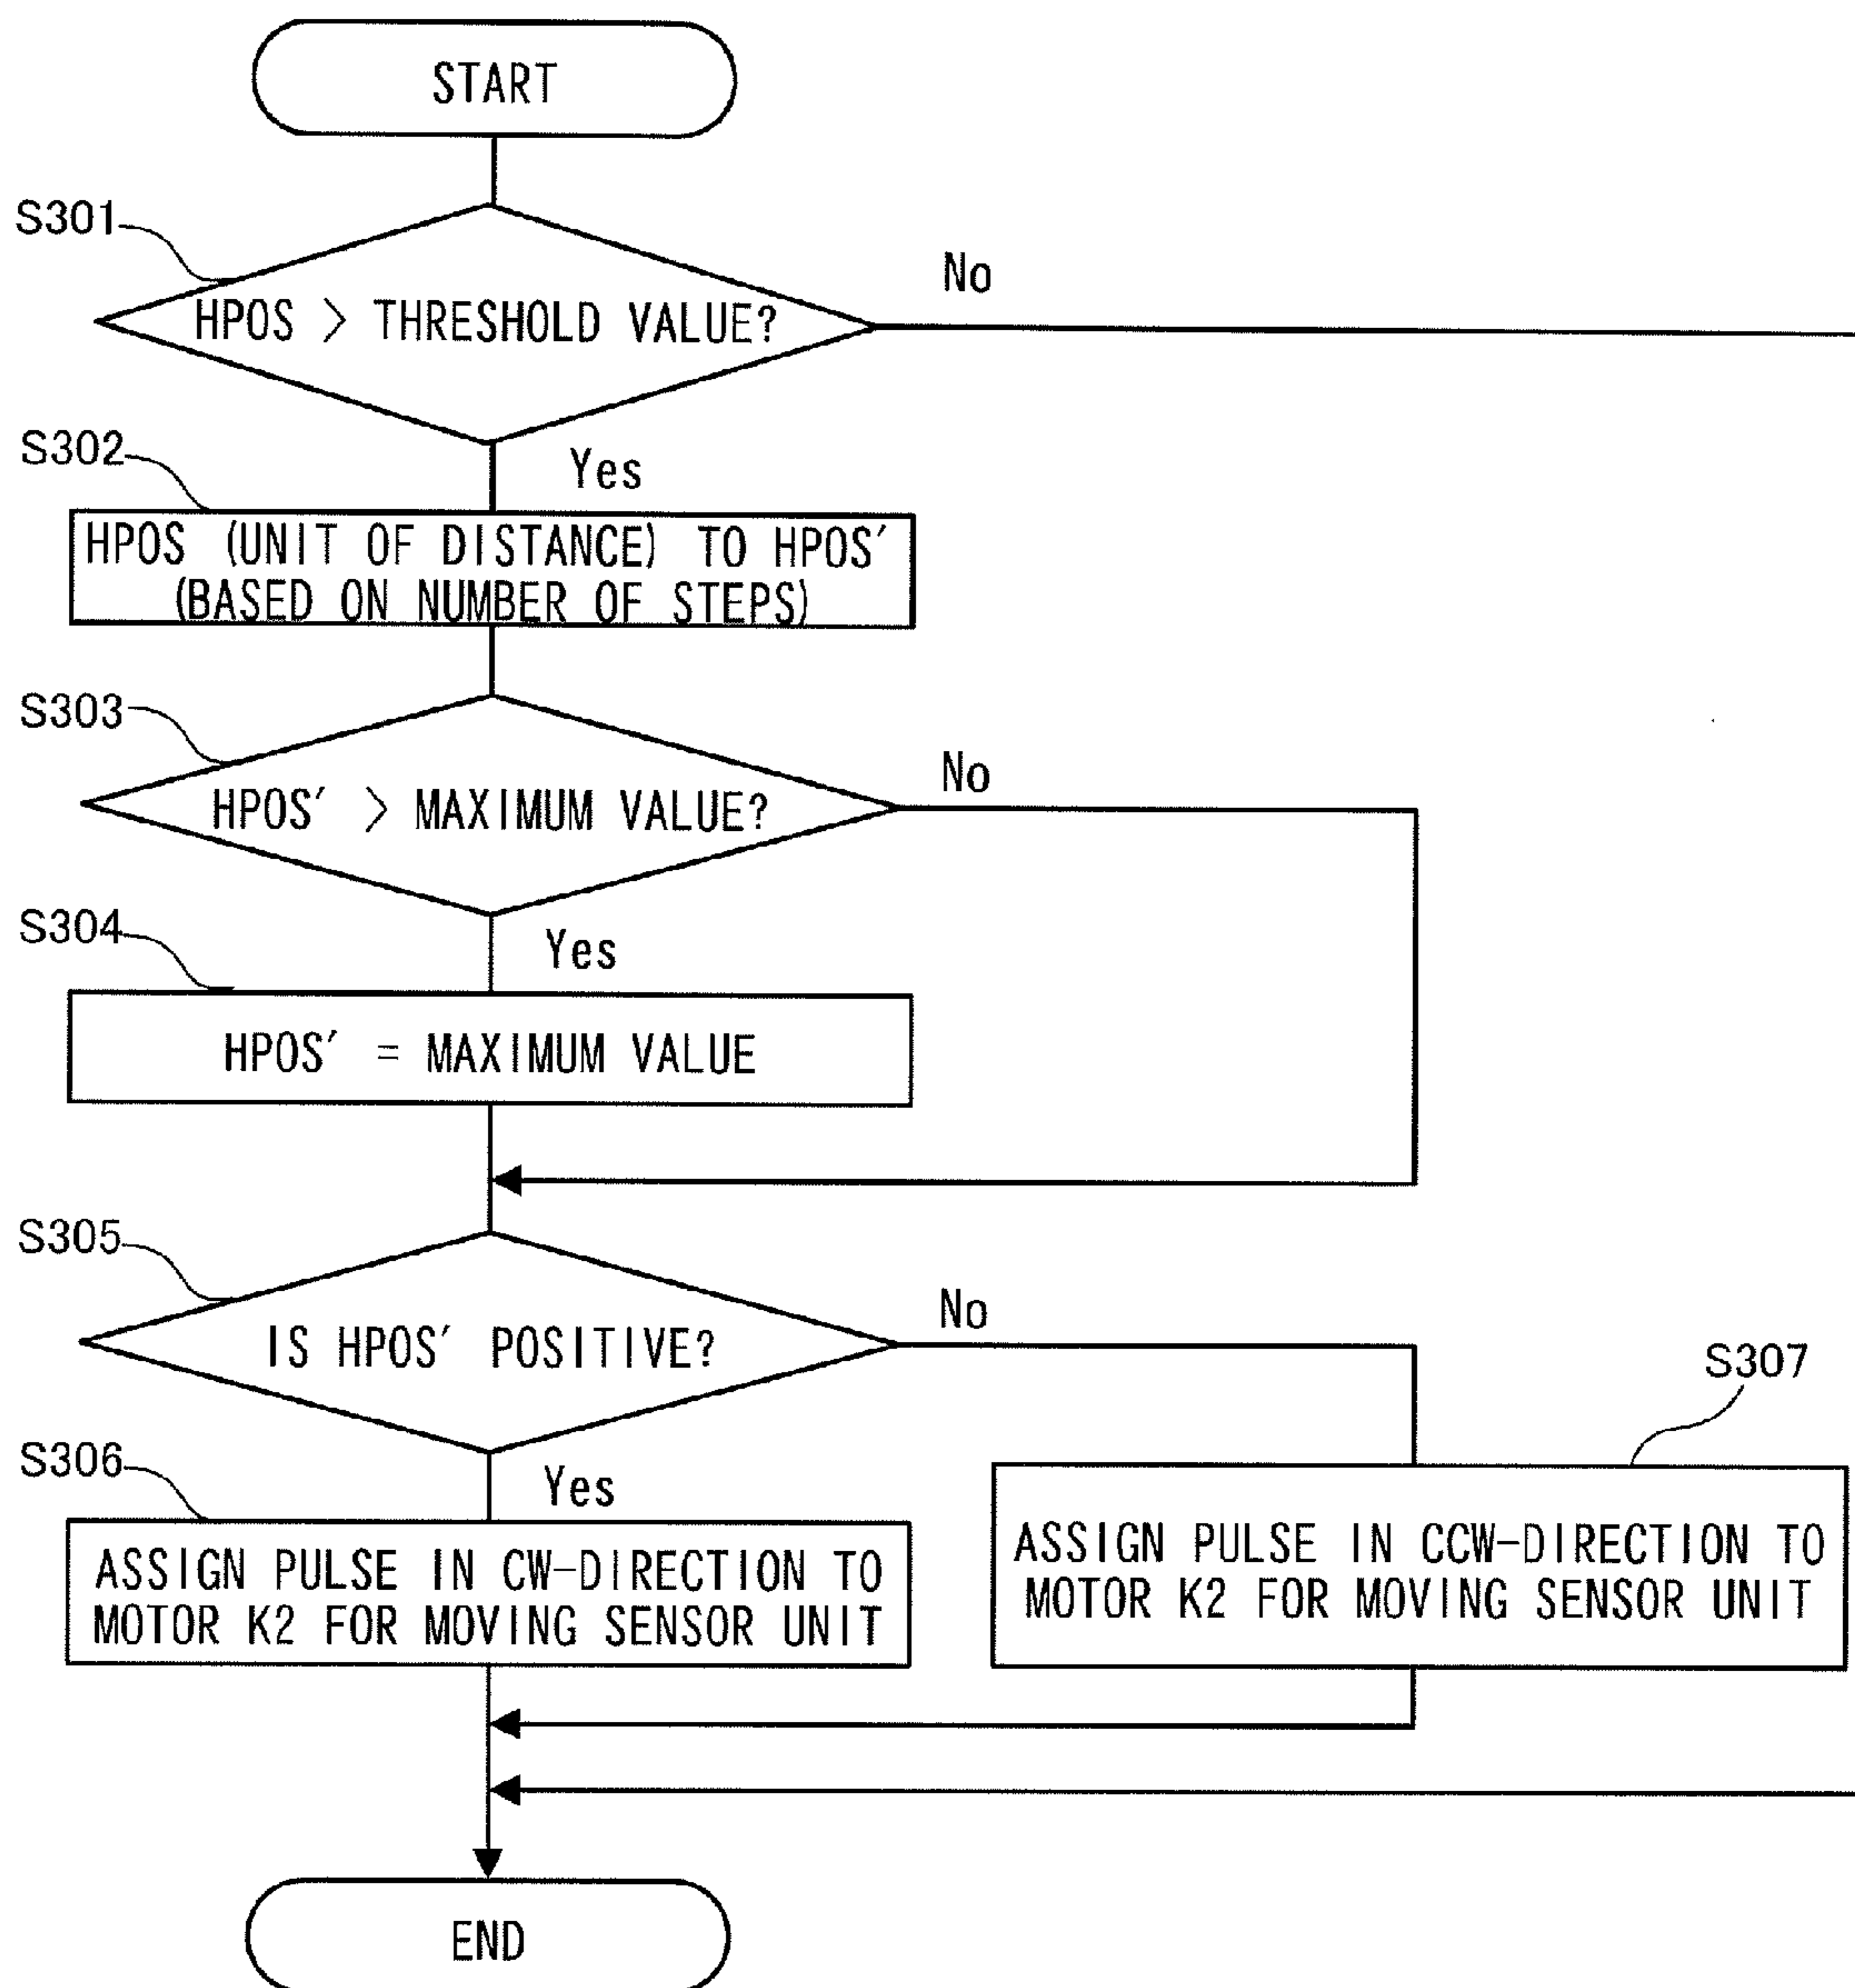 START
S301
HPOS > THRESHOLD VALUE?
No
S302
Yes
HPOS (UNIT OF DISTANCE) TO HPOS′
(BASED ON NUMBER OF STEPS)
S303
HPOS′ > MAXIMUM VALUE?
No
S304
Yes
HPOS′ = MAXIMUM VALUE
S305
IS HPOS′ POSITIVE?
No
S307
S306
Yes
ASSIGN PULSE IN CW-DIRECTION TO
MOTOR K2 FOR MOVING SENSOR UNIT
ASSIGN PULSE IN CCW-DIRECTION TO
MOTOR K2 FOR MOVING SENSOR UNIT
END